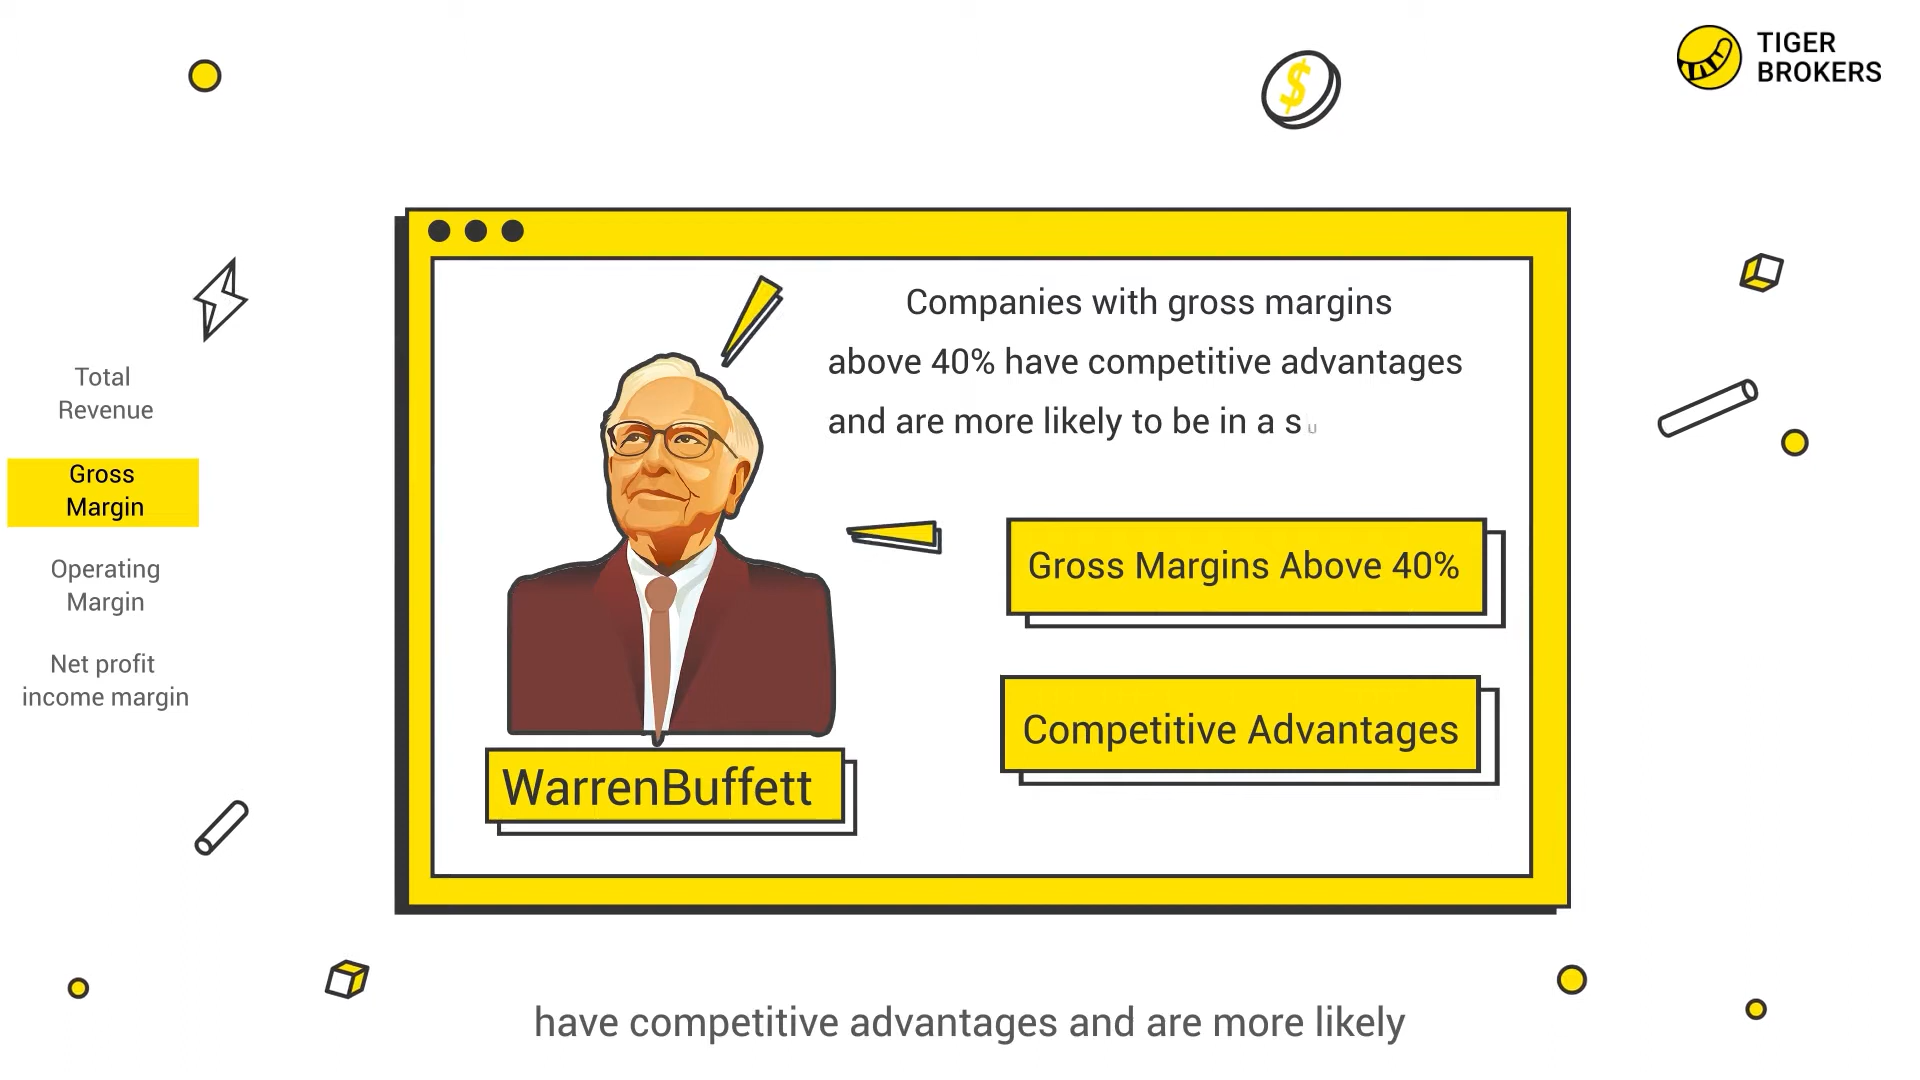 TIGER
BROKERS
Total
Revenue
Gross
Margin
Operating
Margin
Net profit
income margin
Companies with gross margins
above 40% have competitive advantages
and are more likely to be in a su
Gross Margins Above 40%
Competitive Advantages
WarrenBuffett
have competitive advantages and are more likely